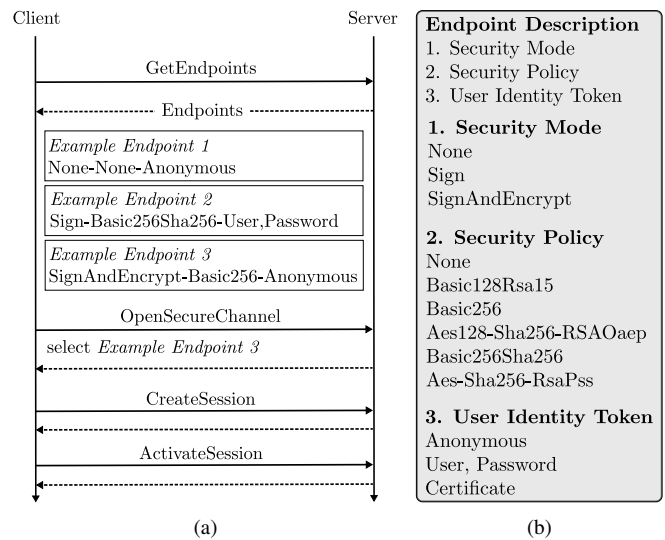 Client
Server
GetEndpoints
Endpoints
Example Endpoint 1
None-None-Anonymous
Example Endpoint 2
Sign-Basic256Sha256-User,Password
Example Endpoint 3
SignAndEncrypt-Basic256-Anonymous
OpenSecureChannel
select Example Endpoint 3
CreateSession
ActivateSession
(a)
Endpoint Description
1. Security Mode
2. Security Policy
3. User Identity Token
1. Security Mode
None
Sign
SignAndEncrypt
2. Security Policy
None
Basic128Rsa15
Basic256
Aes128-Sha256-RSAOaep
Basic256Sha256
Aes-Sha256-RsaPss
3. User Identity Token
Anonymous
User, Password
Certificate
(b)